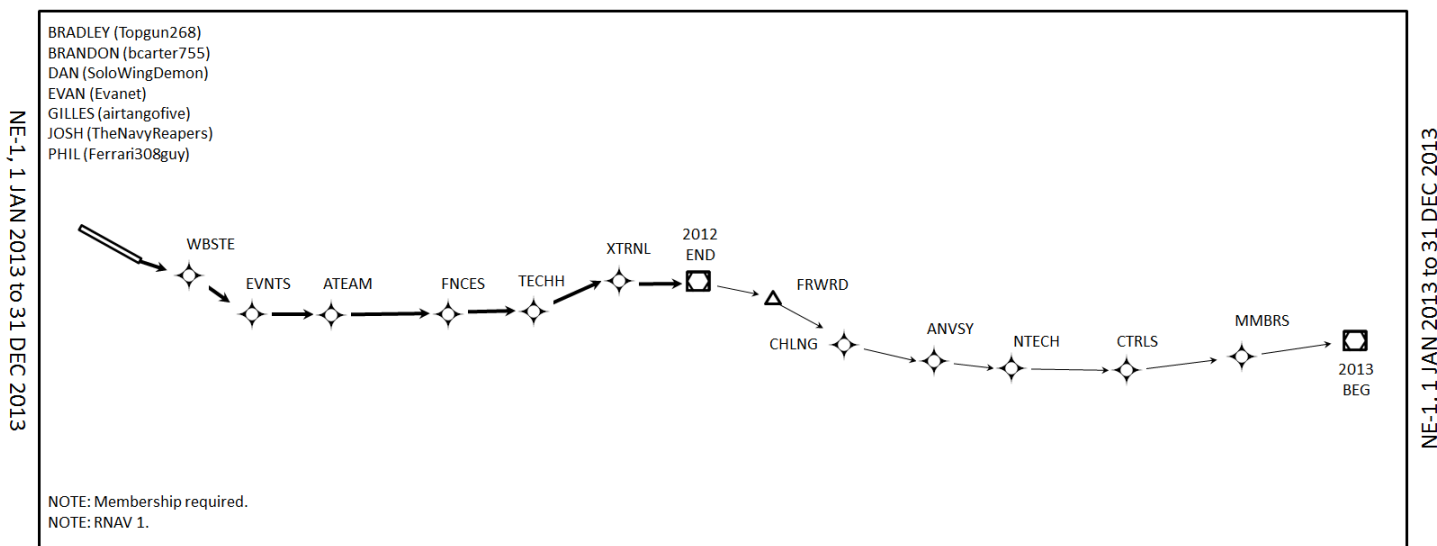 BRADLEY (Topgun268)
BRANDON (bcarter755)
DAN (SoloWingDemon)
EVAN (Evanet)
GILLES (airtangofive)
JOSH (TheNavyReapers)
PHIL (Ferrari308guy)
NE-1, 1 JAN 2013 to 31 DEC 2013
WBSTE
EVNTS
ATEAM
FNCES
TECHH
XTRNL
2012
END
FRWRD
CHLNG
ANVSY
NTECH
CTRLS
MMBRS
2013
BEG
NOTE: Membership required.
NOTE: RNAV 1.
NE-1, 1 JAN 2013 to 31 DEC 2013